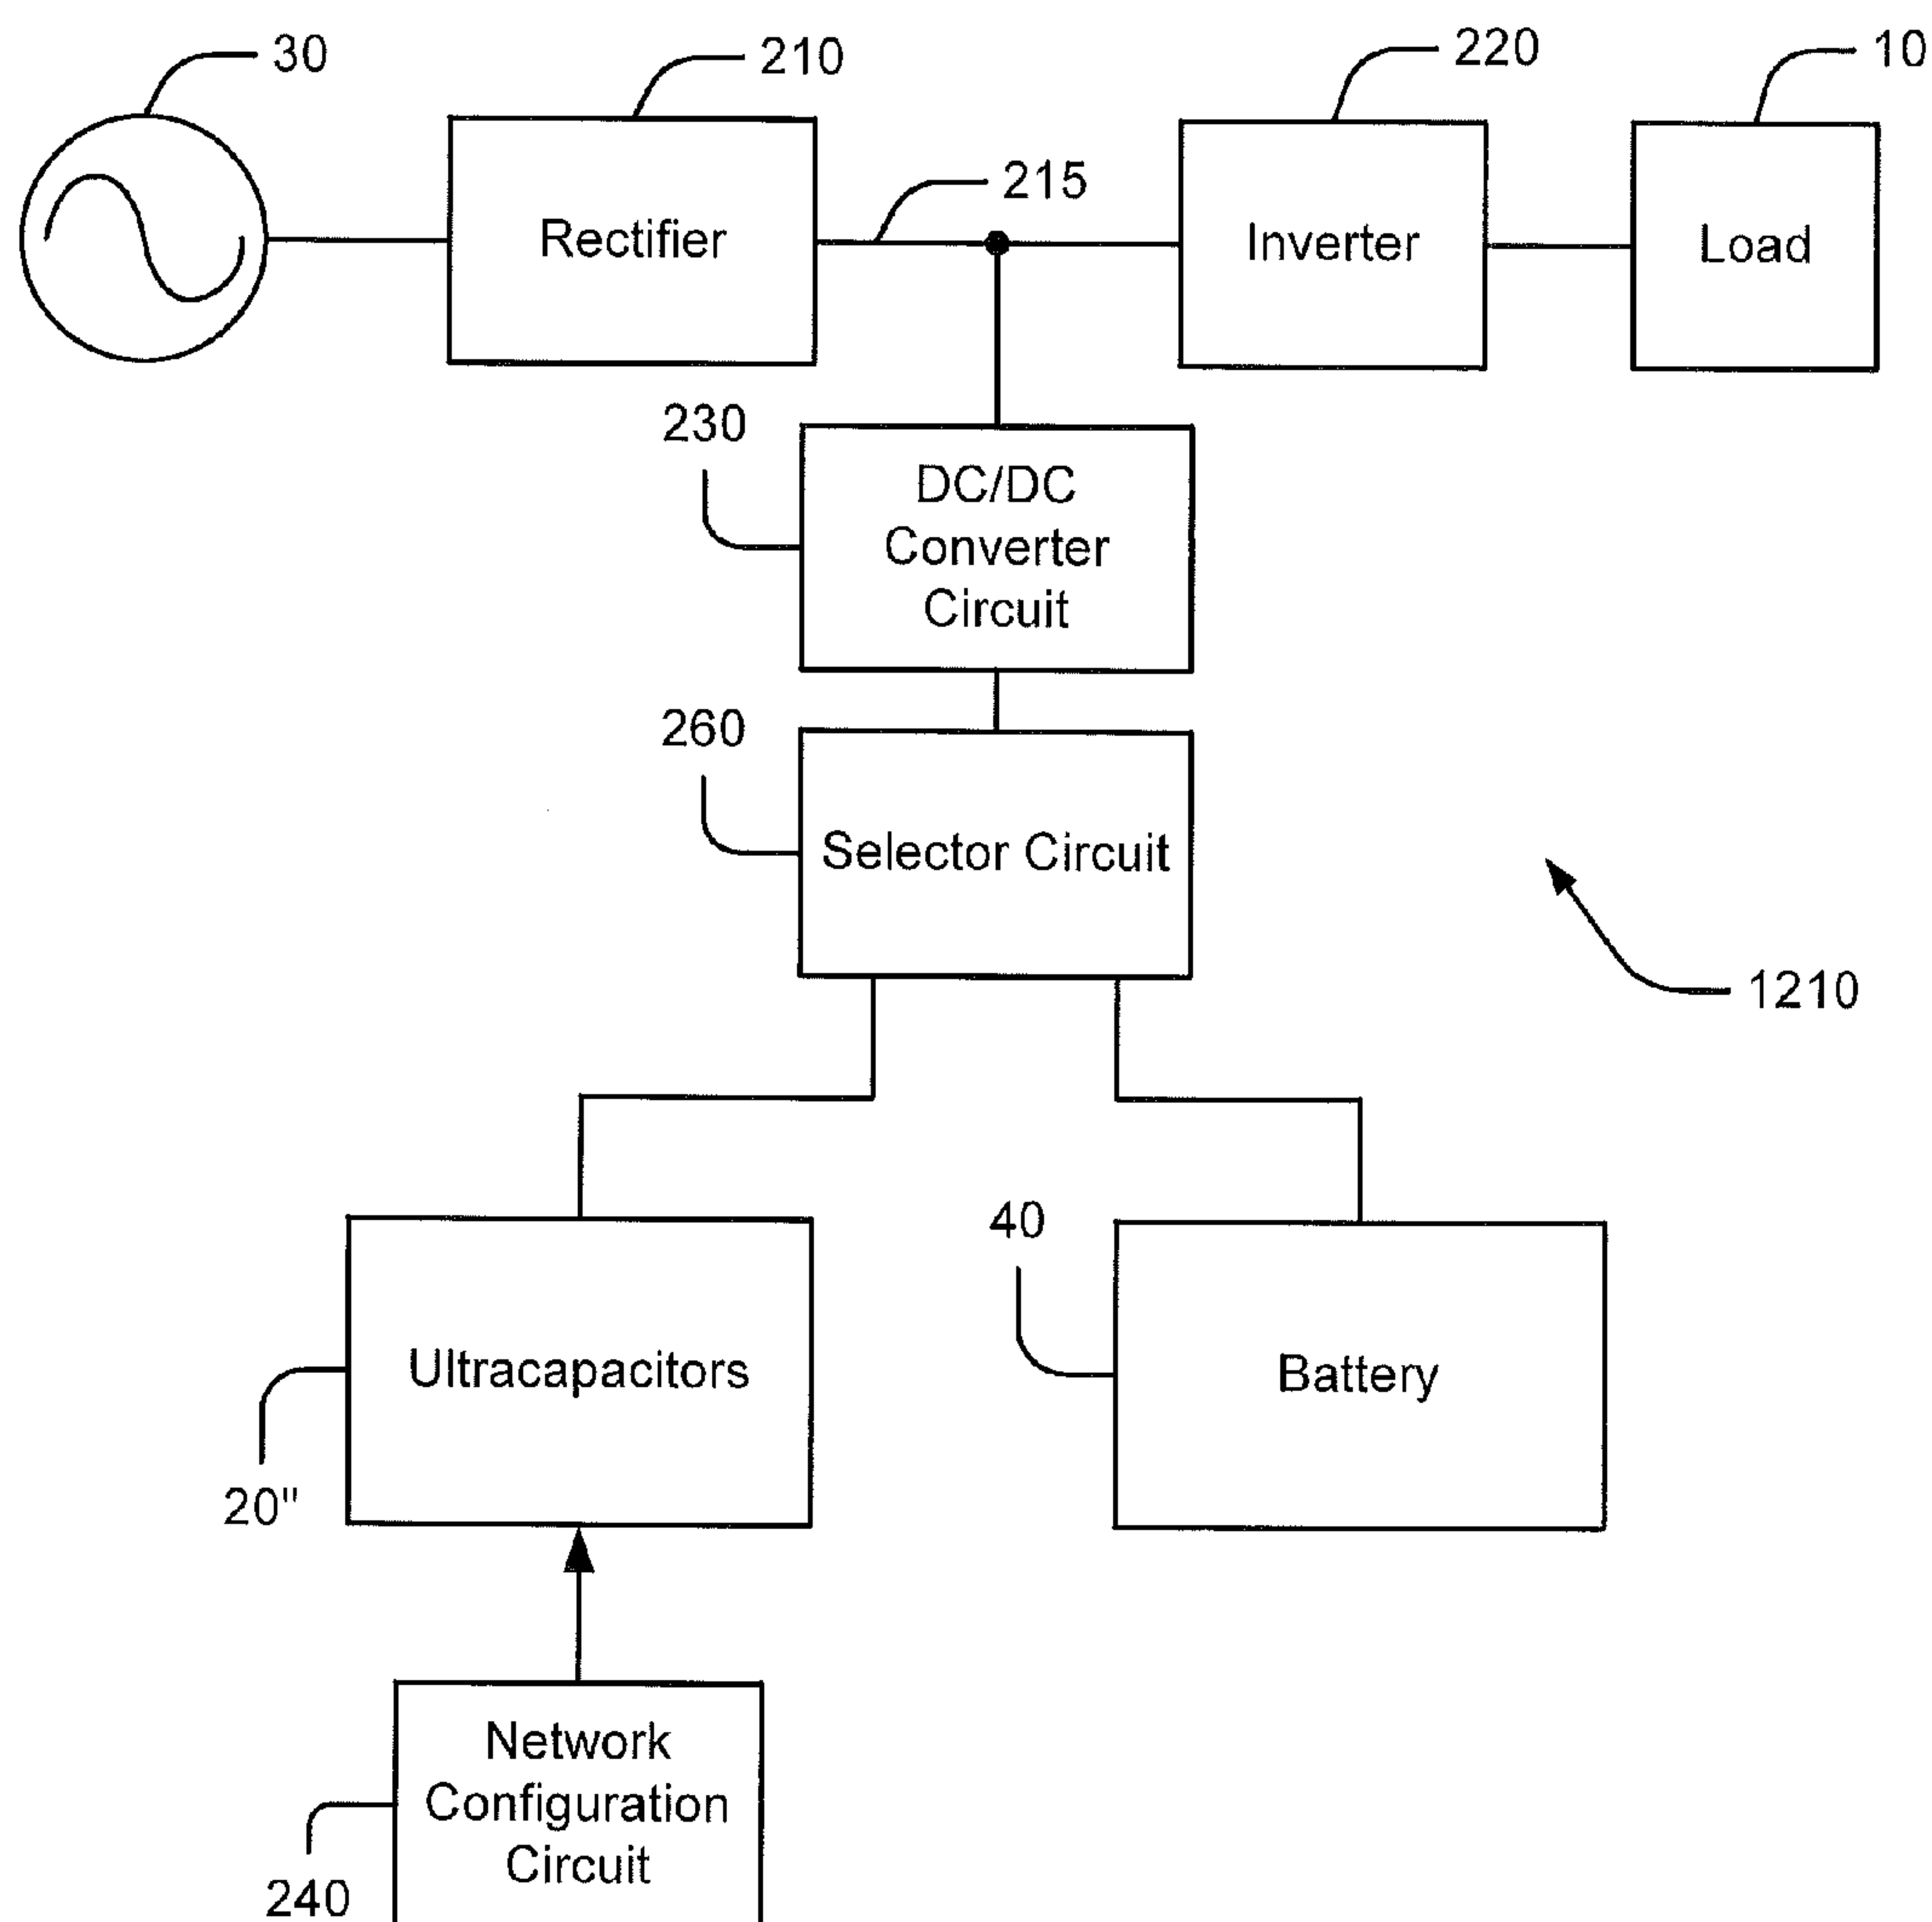 30
210
220
10
215
Rectifier
Inverter
Load
230
DC/DC
Converter
Circuit
260
Selector Circuit
1210
40
Ultracapacitors
Battery
20"
Network
Configuration
Circuit
240